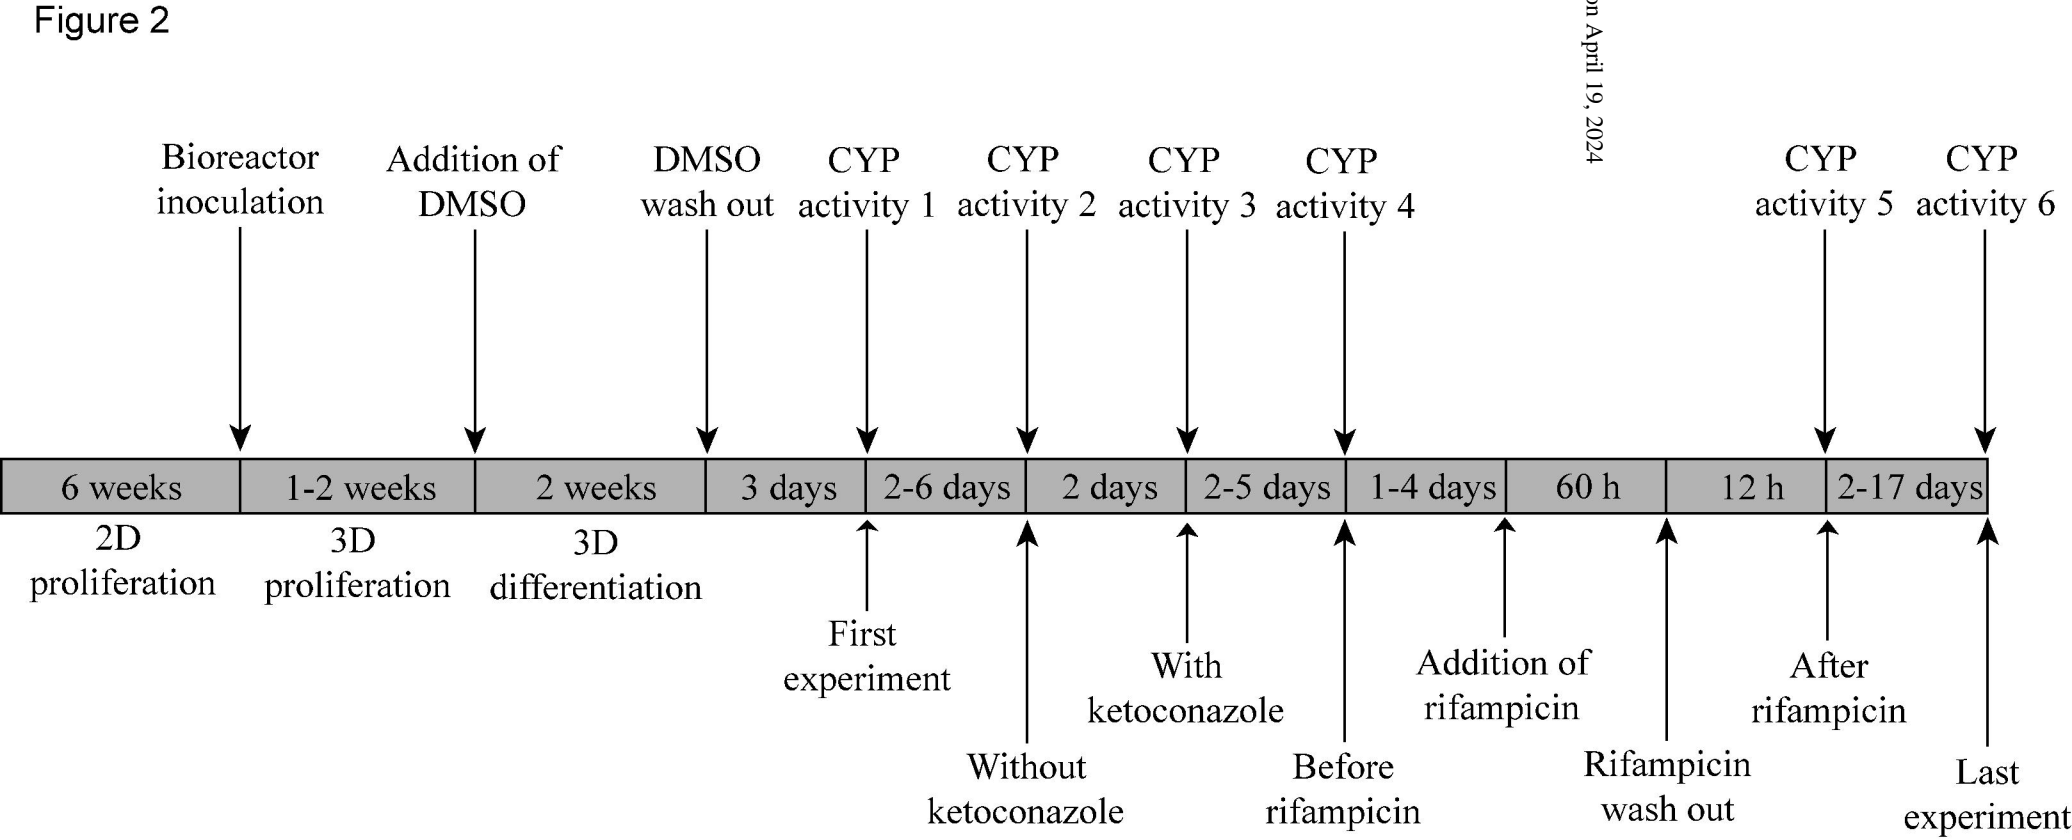 Figure 2
on April 19, 2024
Bioreactor
inoculation
Addition of
DMSO
DMSO
wash out
CYP
activity 1
CYP
activity 2
CYP
activity 3
CYP
activity 4
CYP
activity 5
CYP
activity 6
6 weeks
1-2 weeks
2 weeks
3 days
2-6 days
2 days
2-5 days
1-4 days
60 h
12 h
2-17 days
2D
proliferation
3D
proliferation
3D
differentiation
First
experiment
Without
ketoconazole
With
ketoconazole
Before
rifampicin
Addition of
rifampicin
Rifampicin
wash out
After
rifampicin
Last
experiment